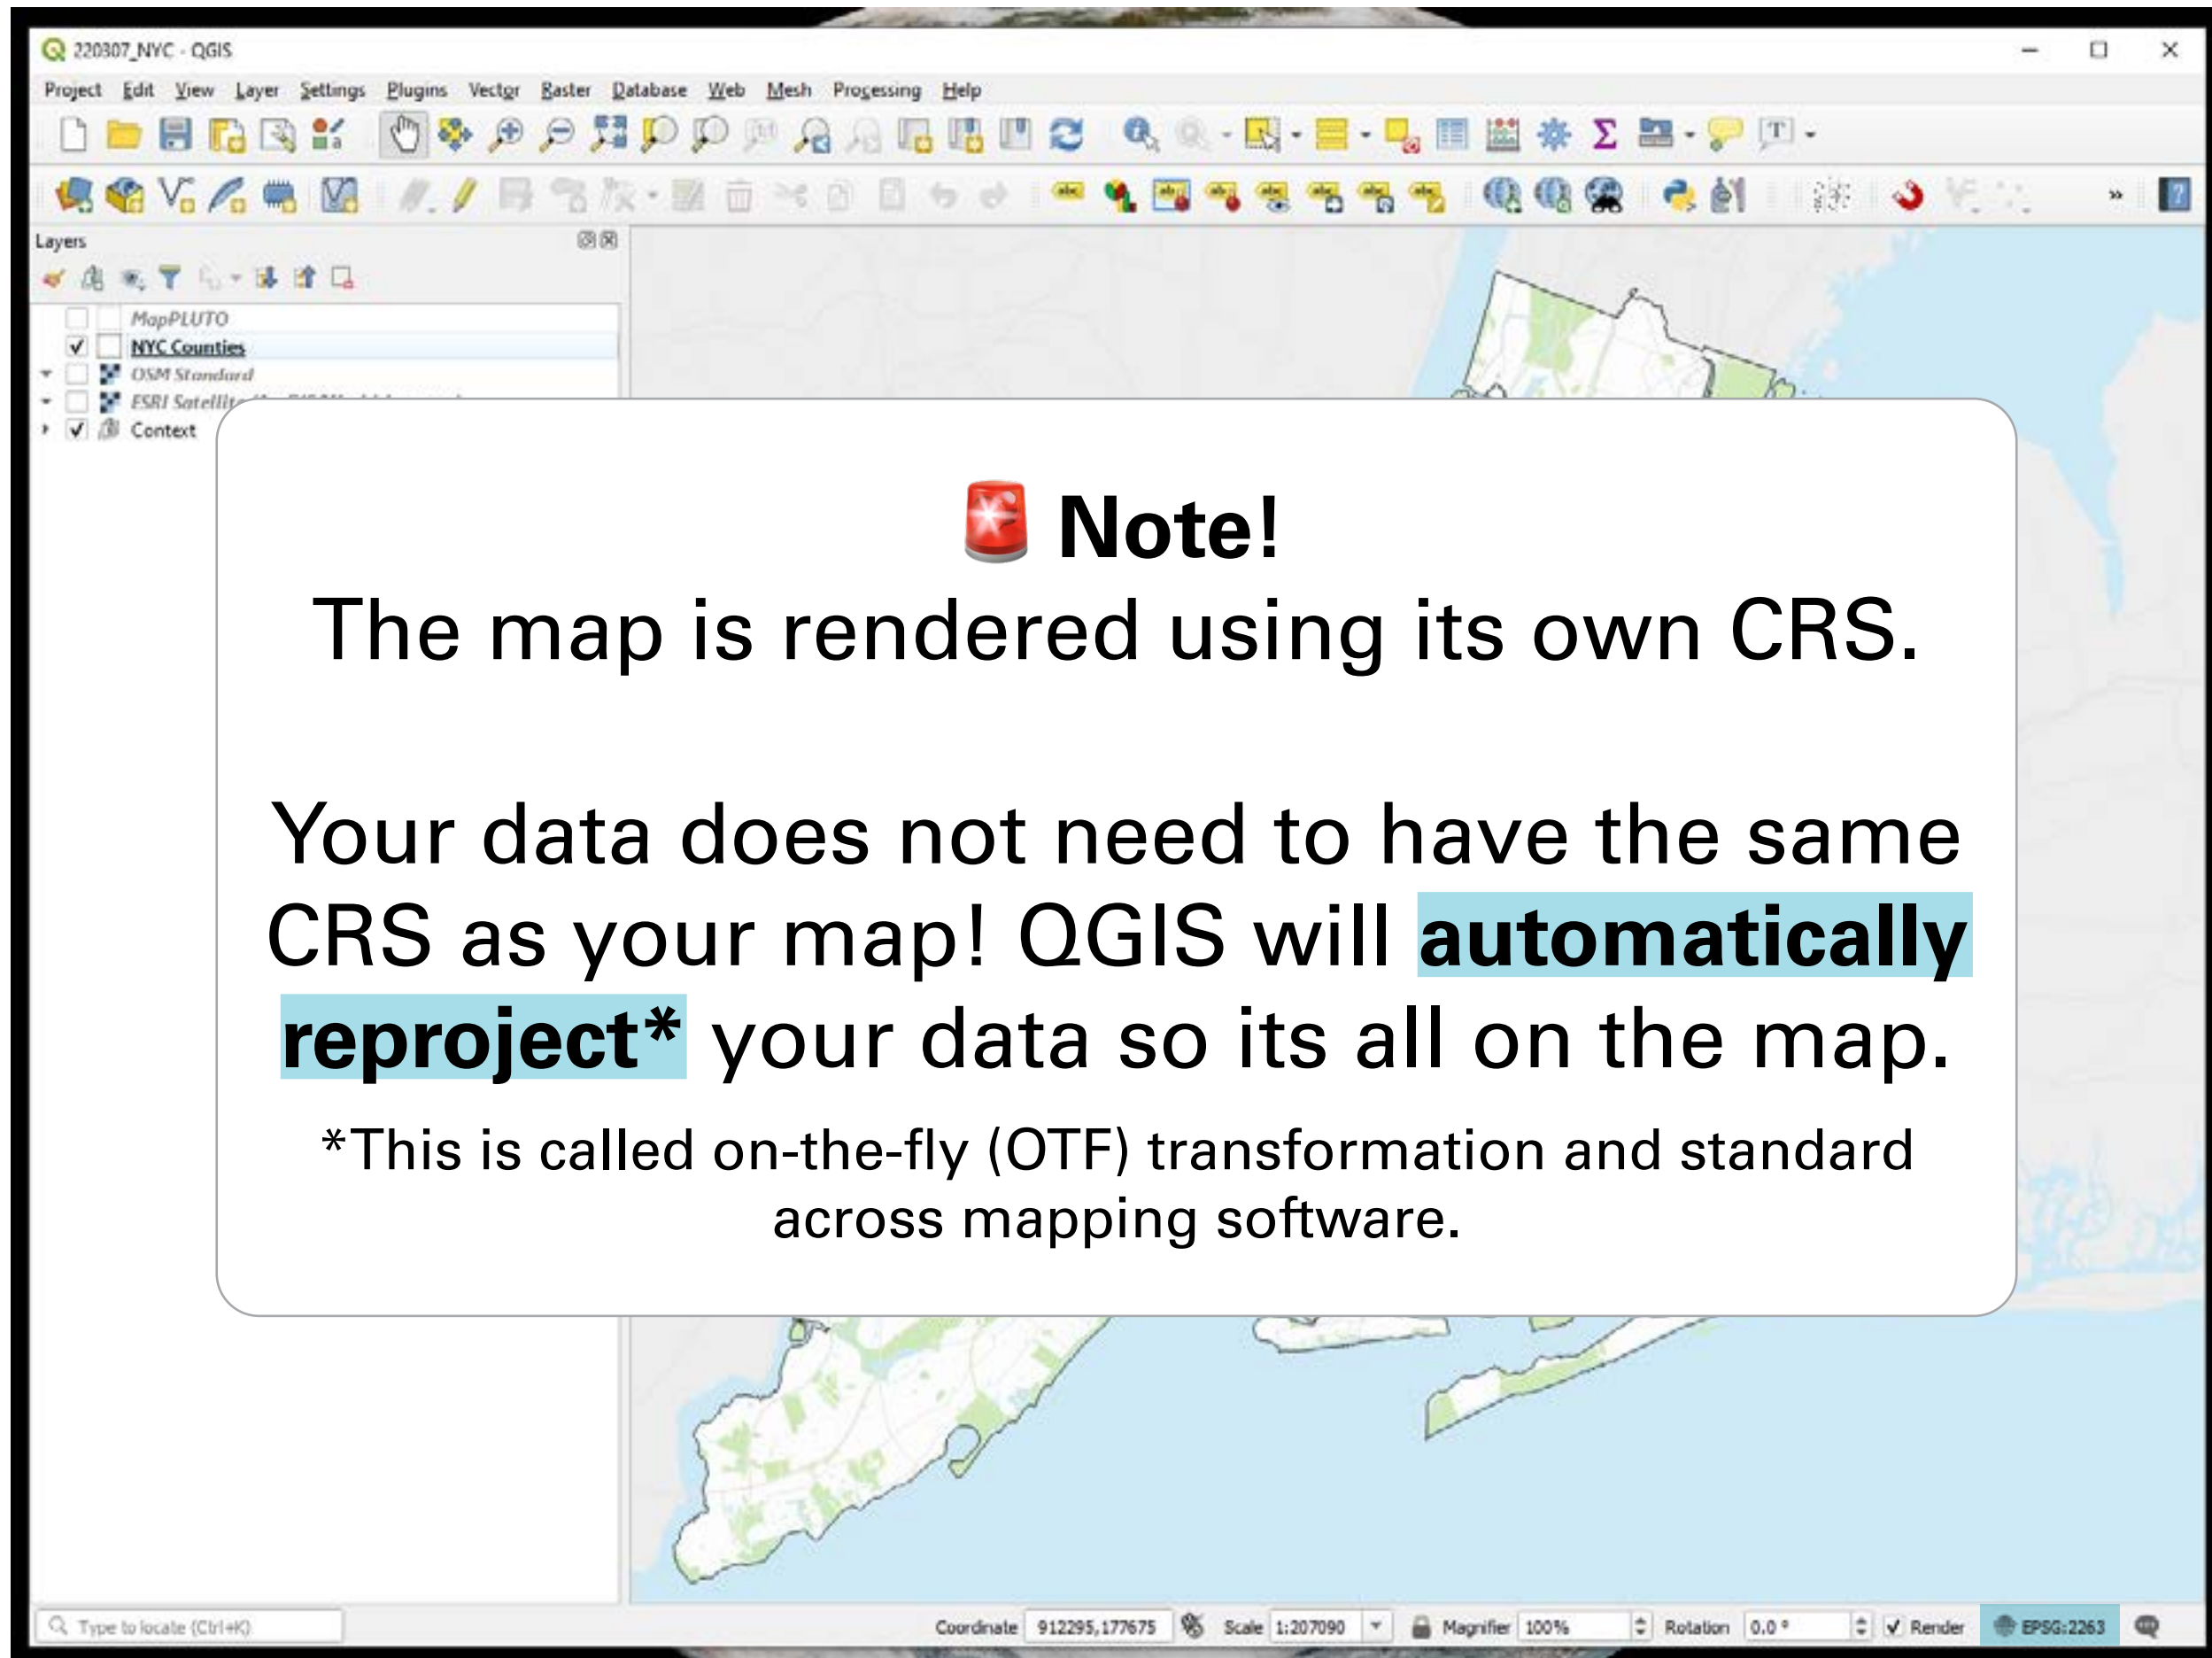 220307_NYC - QGIS
Project Edit View Layer Settings Plugins Vector Raster Database Web Mesh Processing Help
Layers
MapPLUTO
NYC Counties
OSM Standard
ESRI Satellite
Context
🚨 Note!
The map is rendered using its own CRS.
Your data does not need to have the same
CRS as your map! QGIS will automatically
reproject* your data so its all on the map.
*This is called on-the-fly (OTF) transformation and standard
across mapping software.
Type to locate (Ctrl+K) Coordinate 912295,177675 Scale 1:207090 Magnifier 100% Rotation 0.0 ° Render EPSG:2263